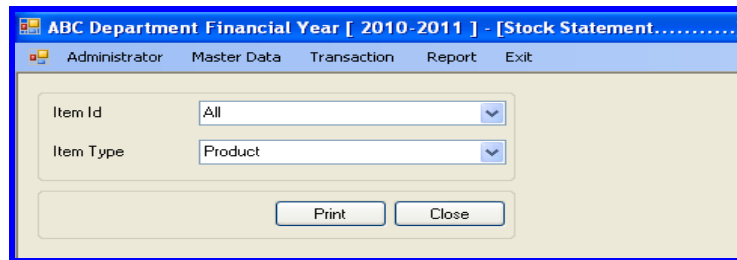 ABC Department Financial Year [ 2010-2011 ] - [Stock Statement...........
Administrator Master Data Transaction Report Exit
Item Id All
Item Type Product
Print Close